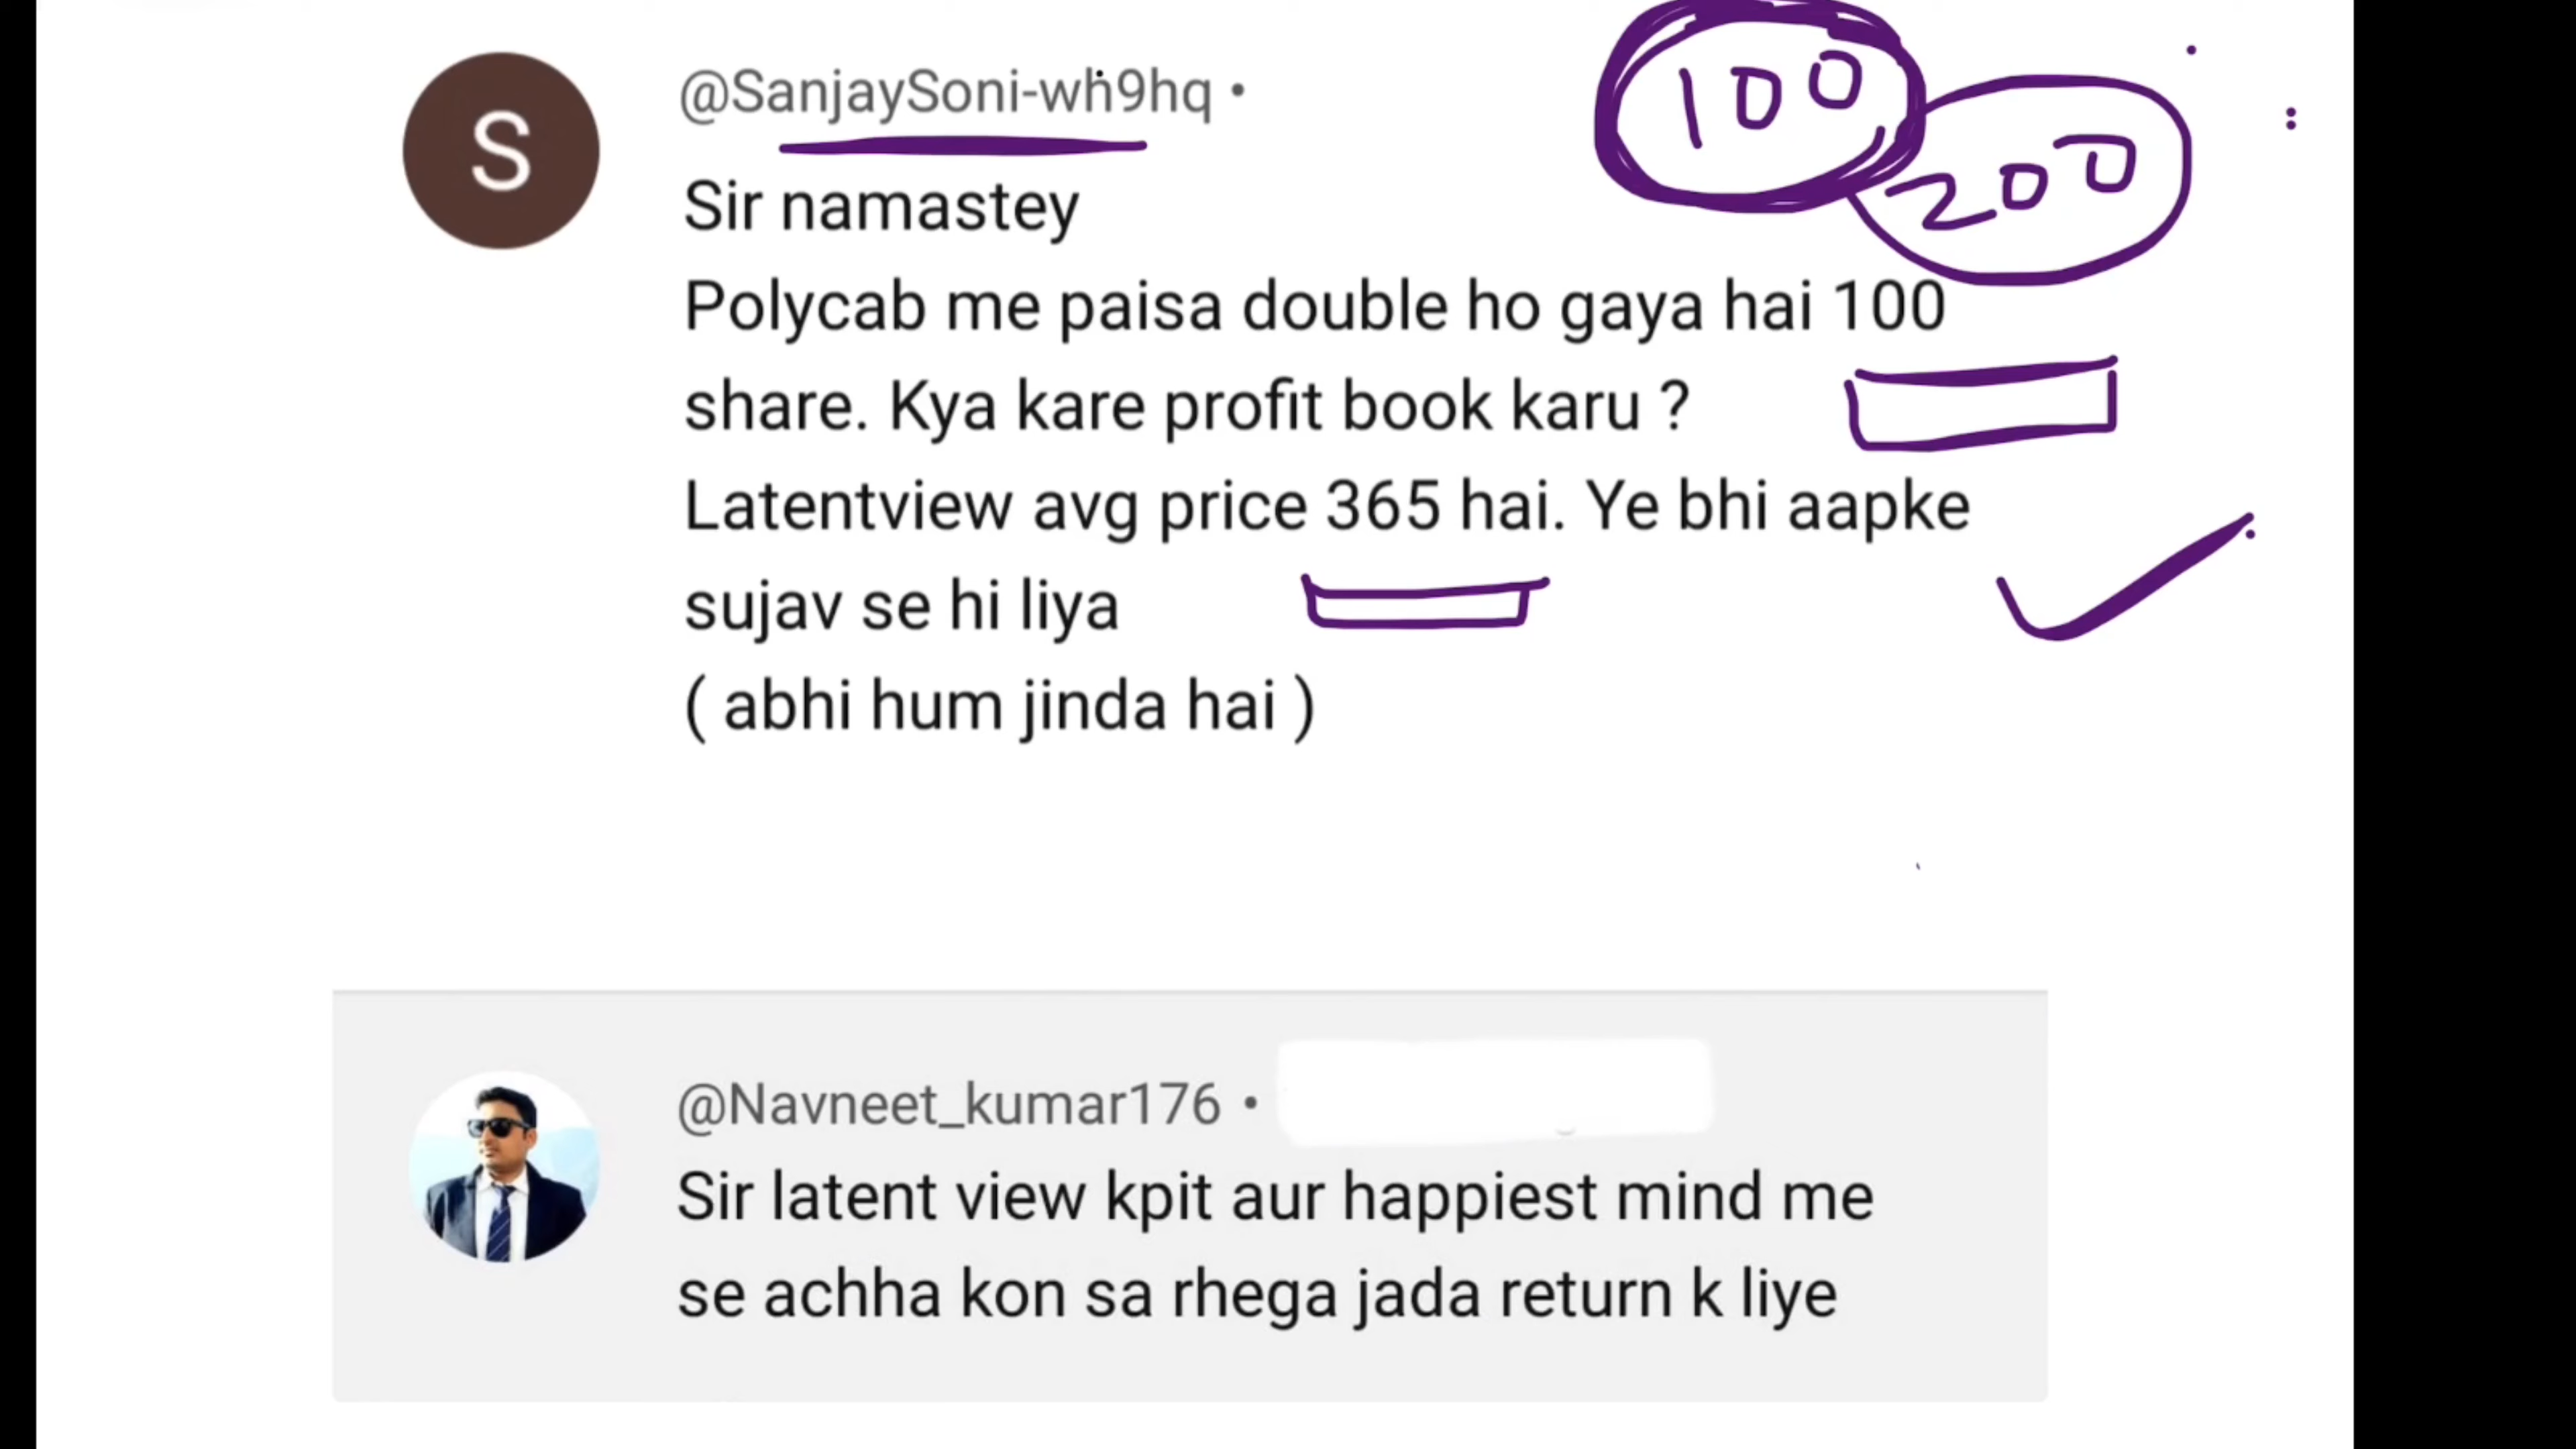 100
200
S
@SanjaySoni-wh9hq •
Sir namastey
Polycab me paisa double ho gaya hai 100
share. Kya kare profit book karu ?
Latentview avg price 365 hai. Ye bhi aapke
sujav se hi liya
( abhi hum jinda hai )
@Navneet_kumar176 •
Sir latent view kpit aur happiest mind me
se achha kon sa rhega jada return k liye